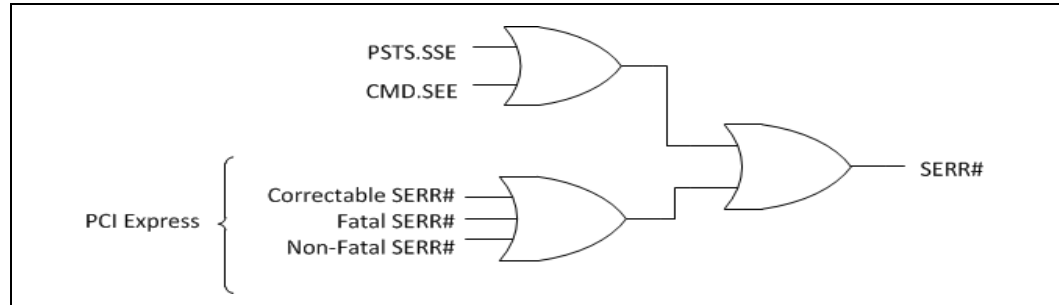 PSTS.SSE
CMD.SEE
SERR#
PCI Express
Correctable SERR#
Fatal SERR#
Non-Fatal SERR#